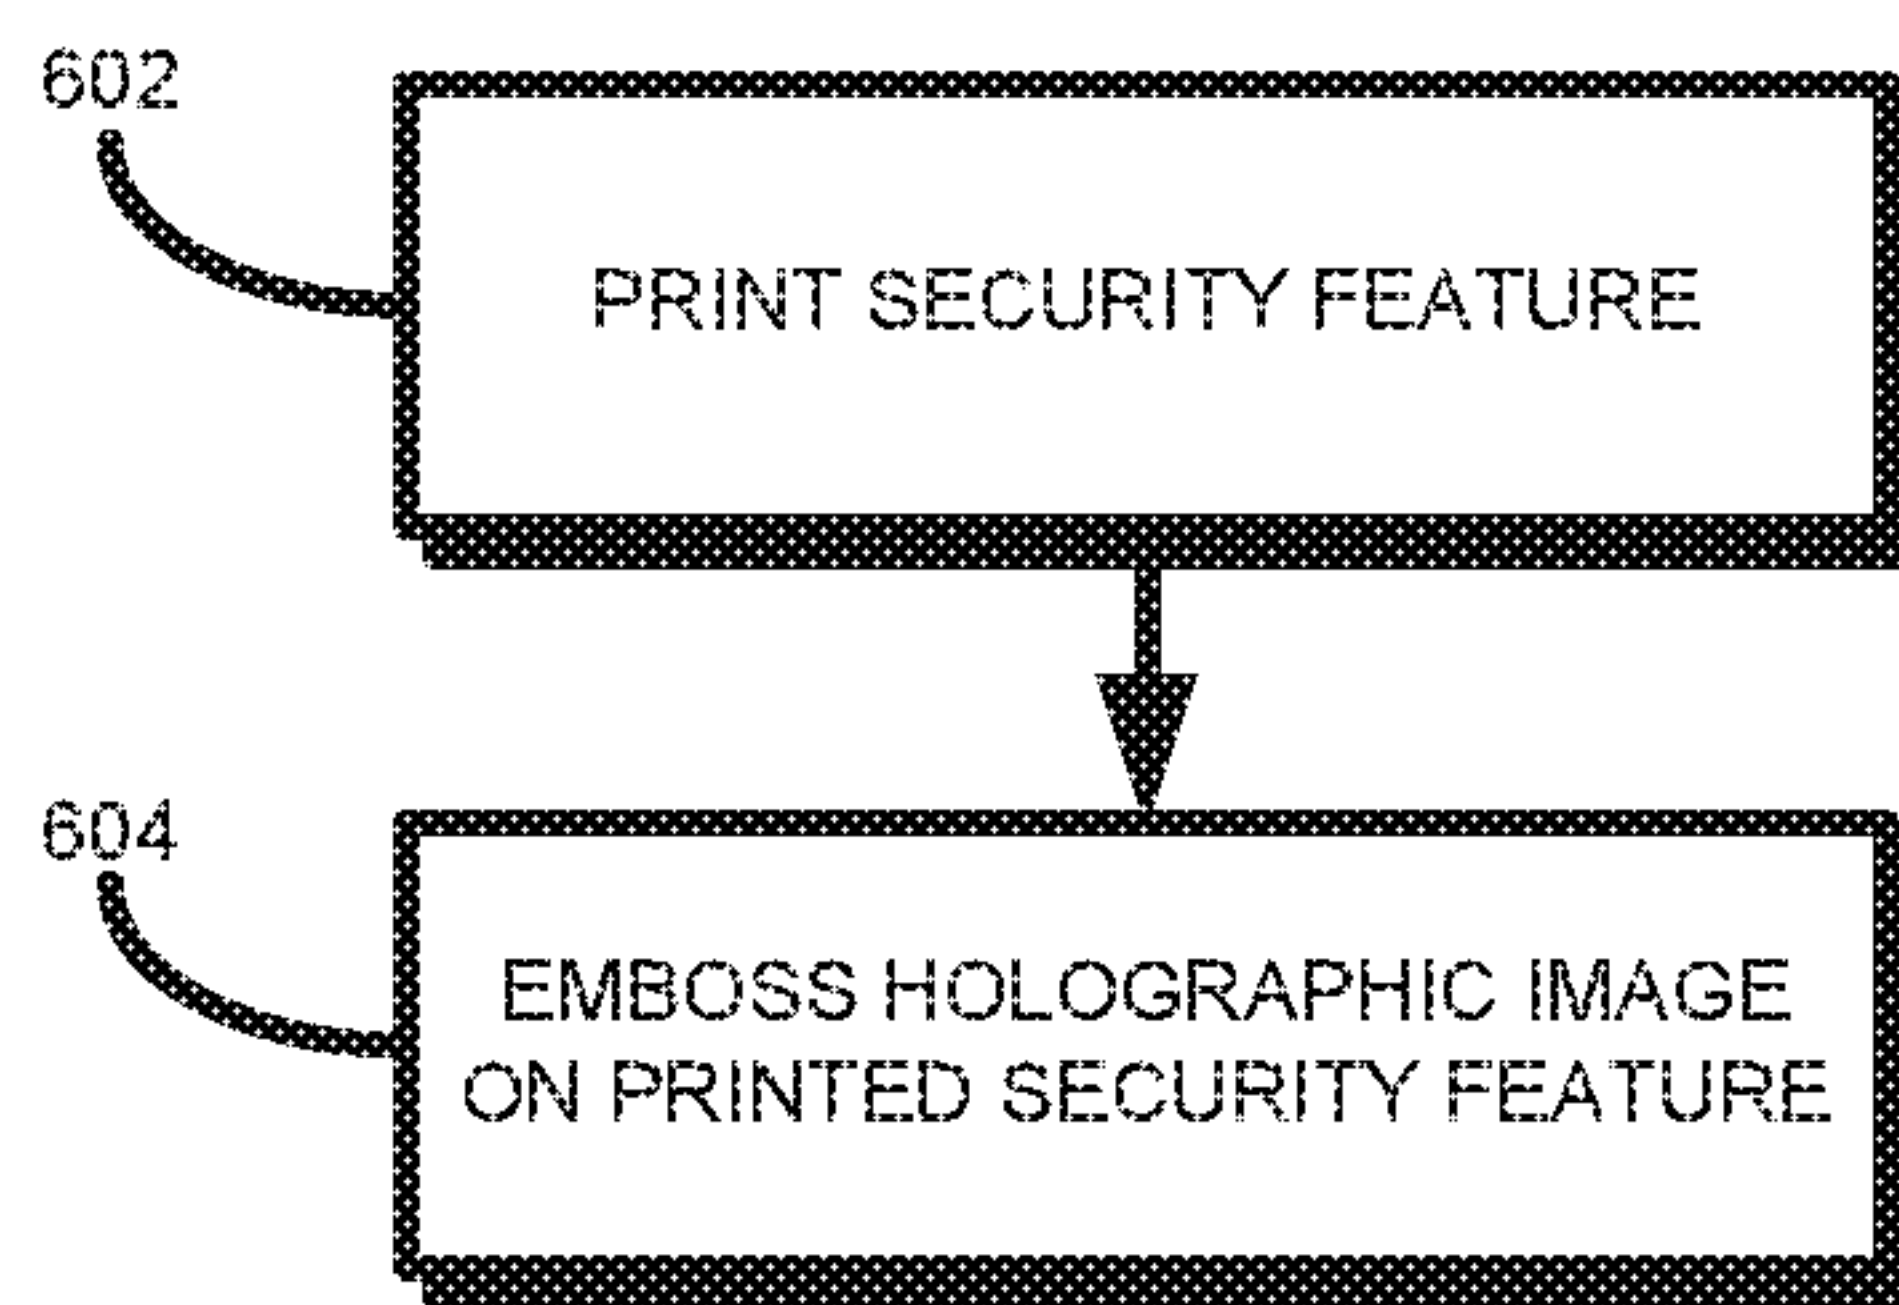 602
PRINT SECURITY FEATURE
604
EMBOSS HOLOGRAPHIC IMAGE
ON PRINTED SECURITY FEATURE